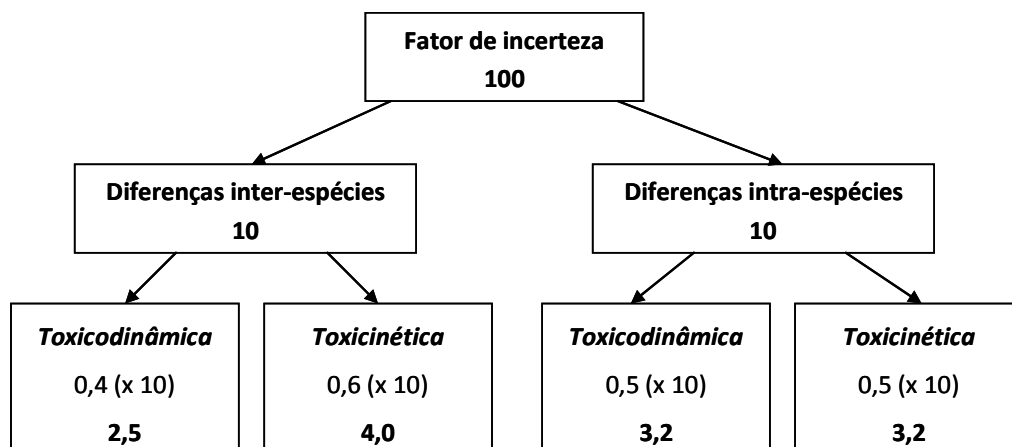 Fator de incerteza
100
Diferenças inter-espécies
10
Diferenças intra-espécies
10
Toxicodinâmica
0,4 (x 10)
2,5
Toxicinética
0,6 (x 10)
4,0
Toxicodinâmica
0,5 (x 10)
3,2
Toxicinética
0,5 (x 10)
3,2